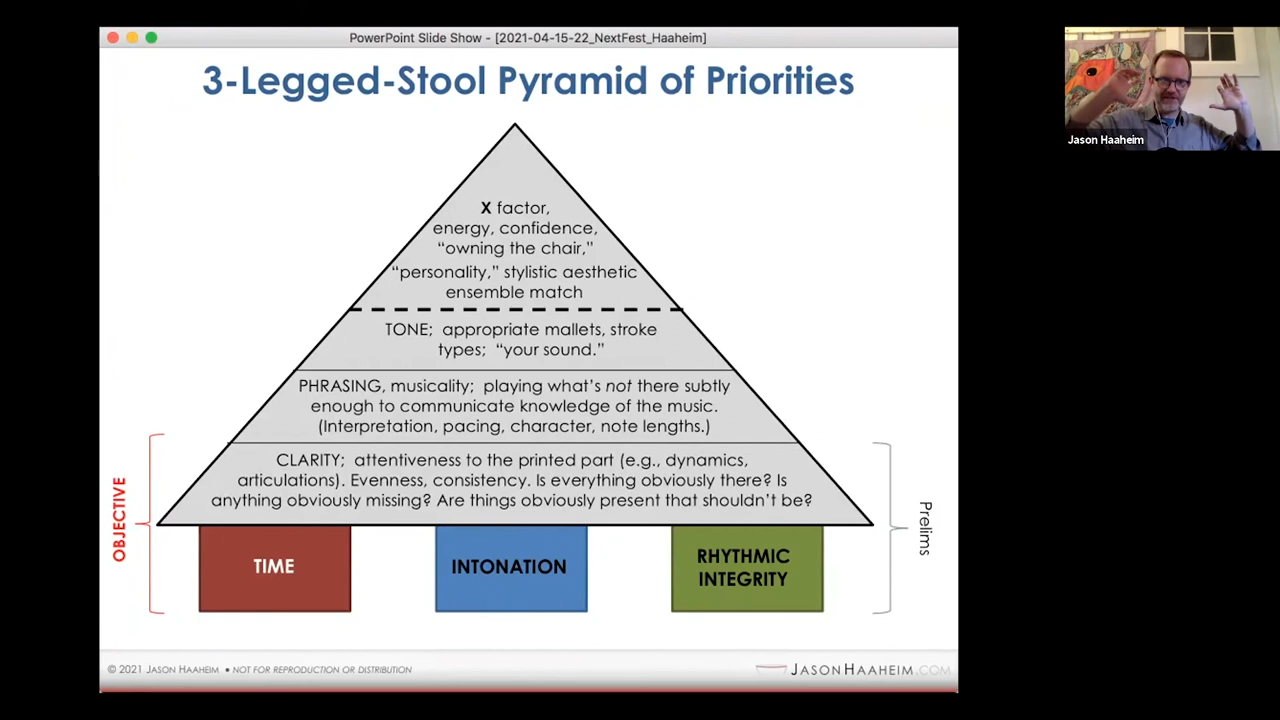 PowerPoint Slide Show - [2021-04-15-22_NextFest_Haaheim]
3-Legged-Stool Pyramid of Priorities
X factor,
energy, confidence,
“owning the chair,”
“personality,” stylistic aesthetic
ensemble match
TONE; appropriate mallets, stroke
types; “your sound.”
PHRASING, musicality; playing what’s not there subtly
enough to communicate knowledge of the music.
(Interpretation, pacing, character, note lengths.)
CLARITY; attentiveness to the printed part (e.g., dynamics,
articulations). Evenness, consistency. Is everything obviously there? Is
anything obviously missing? Are things obviously present that shouldn’t be?
OBJECTIVE
Prelims
TIME
INTONATION
RHYTHMIC
INTEGRITY
© 2021 JASON HAAHEIM ● NOT FOR REPRODUCTION OR DISTRIBUTION
JASONHAAHEIM.COM
Jason Haaheim